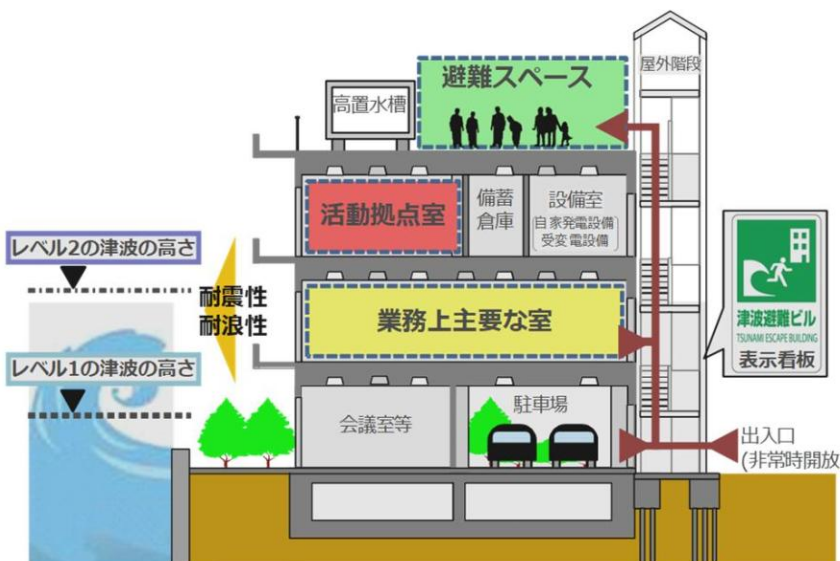 屋外階段
避難スペース
高置水槽
活動拠点室
備蓄
倉庫
設備室
(自家発電設備)
受変電設備
レベル2の津波の高さ
耐震性
耐浪性
業務上主要な室
津波避難ビル
TSUNAMI ESCAPE BUILDING
表示看板
レベル1の津波の高さ
会議室等
駐車場
出入口
(非常時開放